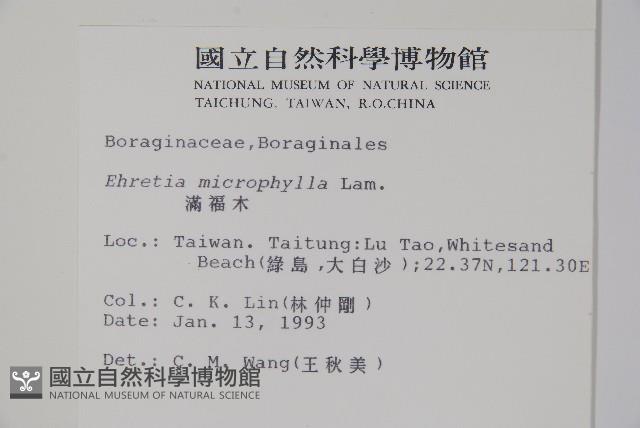 國立自然科學博物館
NATIONAL MUSEUM OF NATURAL SCIENCE
TAICHUNG, TAIWAN, R.O.CHINA
Boraginaceae,Boraginales
Ehretia microphylla Lam.
滿福木
Loc.: Taiwan. Taitung:Lu Tao,Whitesand
Beach(綠島,大白沙);22.37N,121.30E
Col.: C. K. Lin(林仲剛)
Date: Jan. 13, 1993
Det.: C. M. Wang(王秋美)
國立自然科學博物館
NATIONAL MUSEUM OF NATURAL SCIENCE